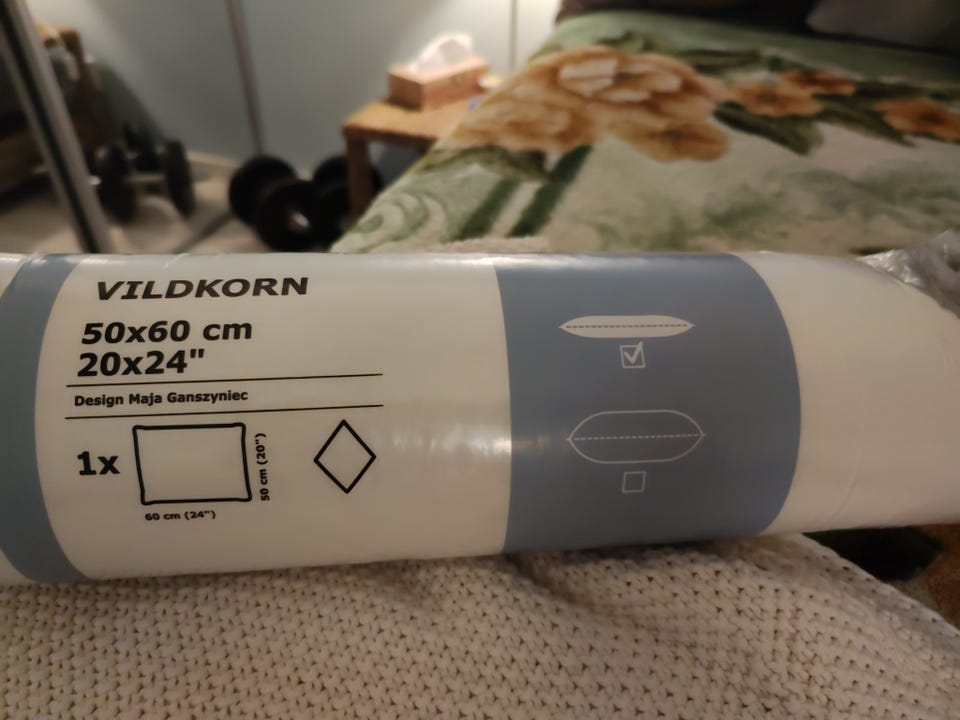 VILDKORN
50x60 cm
20x24"
Design Maja Ganszyniec
1x
50 cm (20")
60 cm (24")